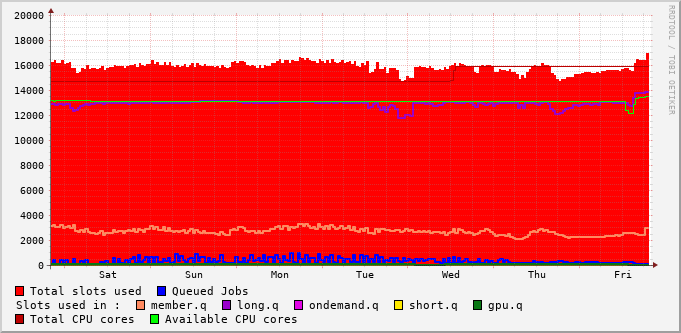 20000
18000
16000
14000
12000
10000
8000
6000
4000
2000
0
Sat Sun Mon Tue Wed Thu Fri
RRDTOOL / TOBI OETIKER
Total slots used Queued Jobs
Slots used in : member.q long.q ondemand.q short.q gpu.q
Total CPU cores Available CPU cores